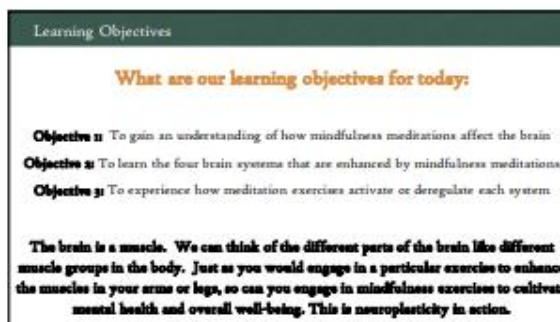 Learning Objectives
What are our learning objectives for today:
Objective 1: To gain an understanding of how mindfulness meditations affect the brain
Objective 2: To learn the four brain systems that are enhanced by mindfulness meditations
Objective 3: To experience how meditation exercises activate or deregulate each system
The brain is a muscle. We can think of the different parts of the brain like different
muscle groups in the body. Just as you would engage in a particular exercise to enhance
the muscles in your arms or legs, so can you engage in mindfulness exercises to cultivat
mental health and overall well-being. This is neuroplasticity in action.